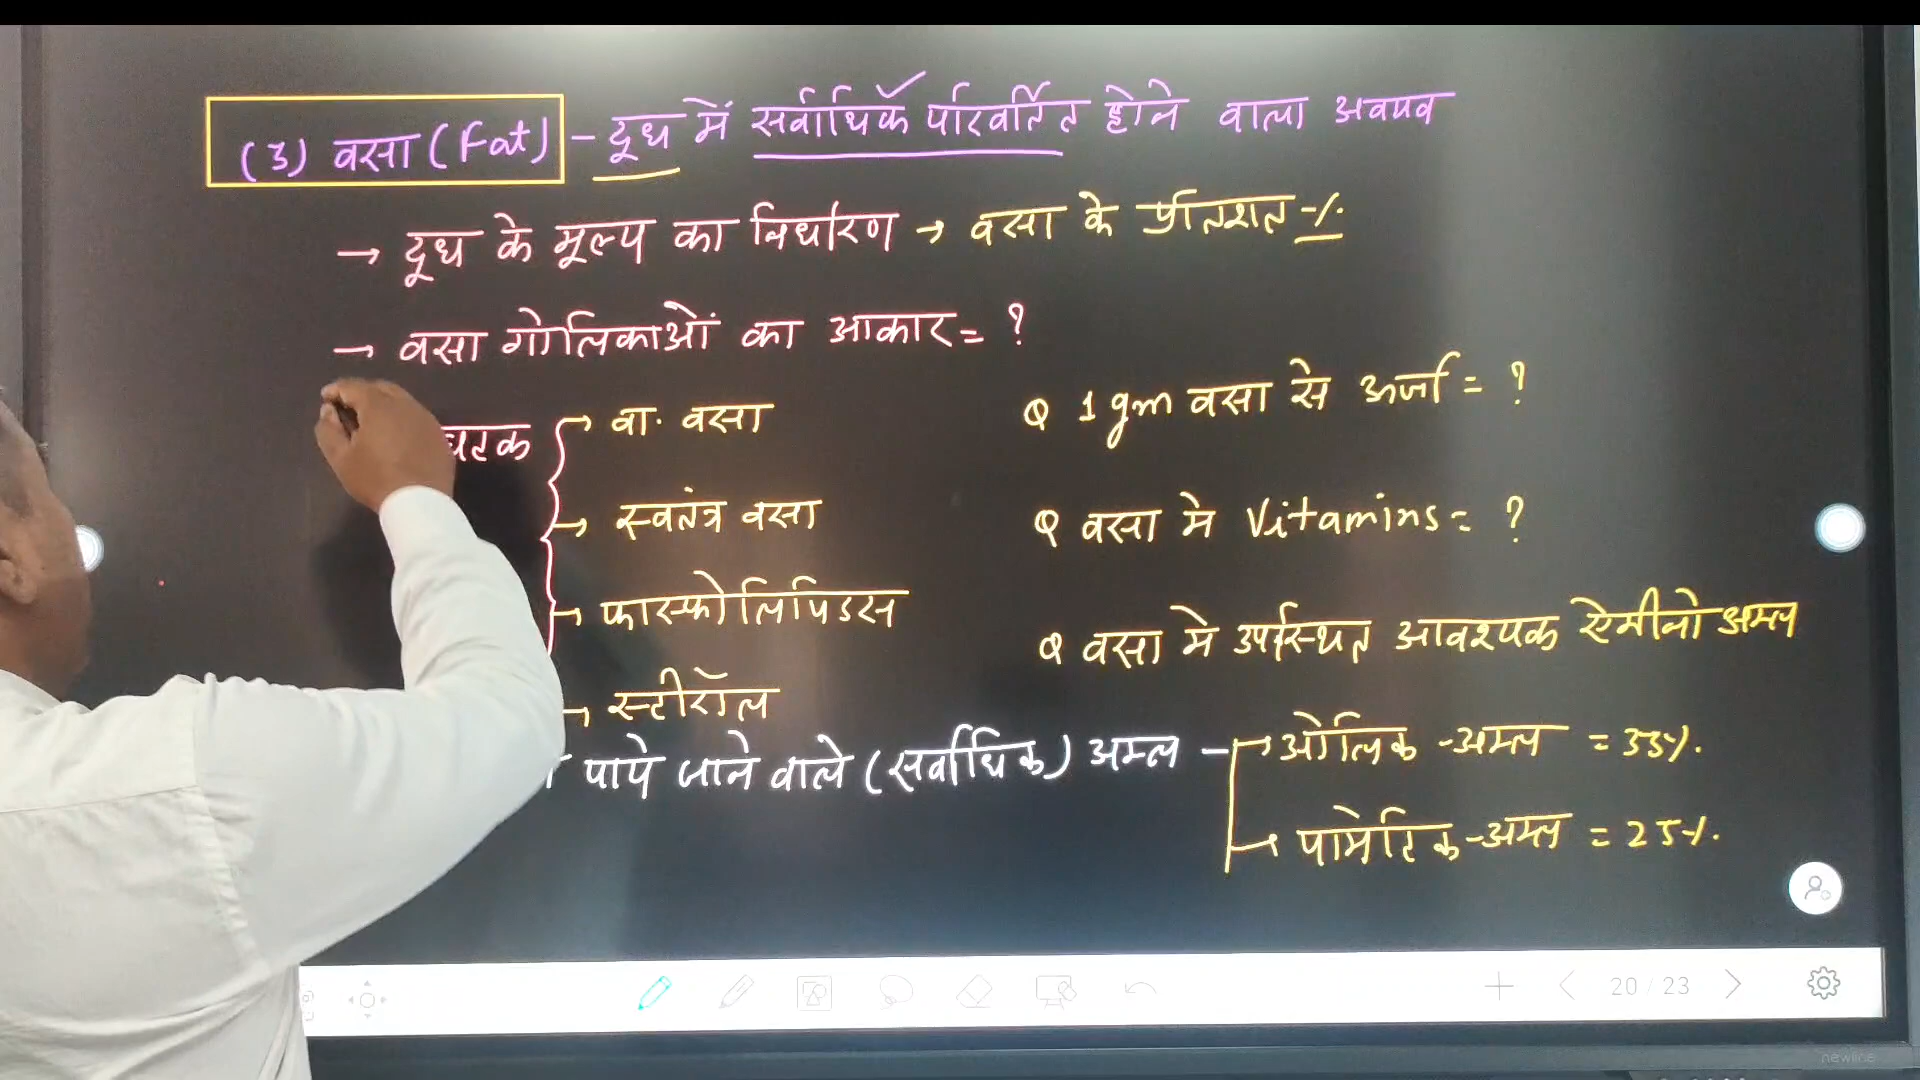 (3) वसा (Fat) - दूध में सर्वाधिक परिवर्तित होने वाला अवयव
→ दूध के मूल्य का निर्धारण → वसा के प्रतिशत -%
→ वसा गोलिकाओं का आकार = ?
घटक → वा. वसा
→ स्वतंत्र वसा
→ फास्फोलिपिडस
→ स्टीरॉल
Q 1 gm वसा से ऊर्जा = ?
Q वसा मे Vitamins = ?
Q वसा मे उपस्थित आवश्यक ऐमीनो अम्ल
पाये जाने वाले (सर्वाधिक) अम्ल - → ओलिक - अम्ल = 33%.
→ पामेटिक - अम्ल = 25%.
20 / 23
newline